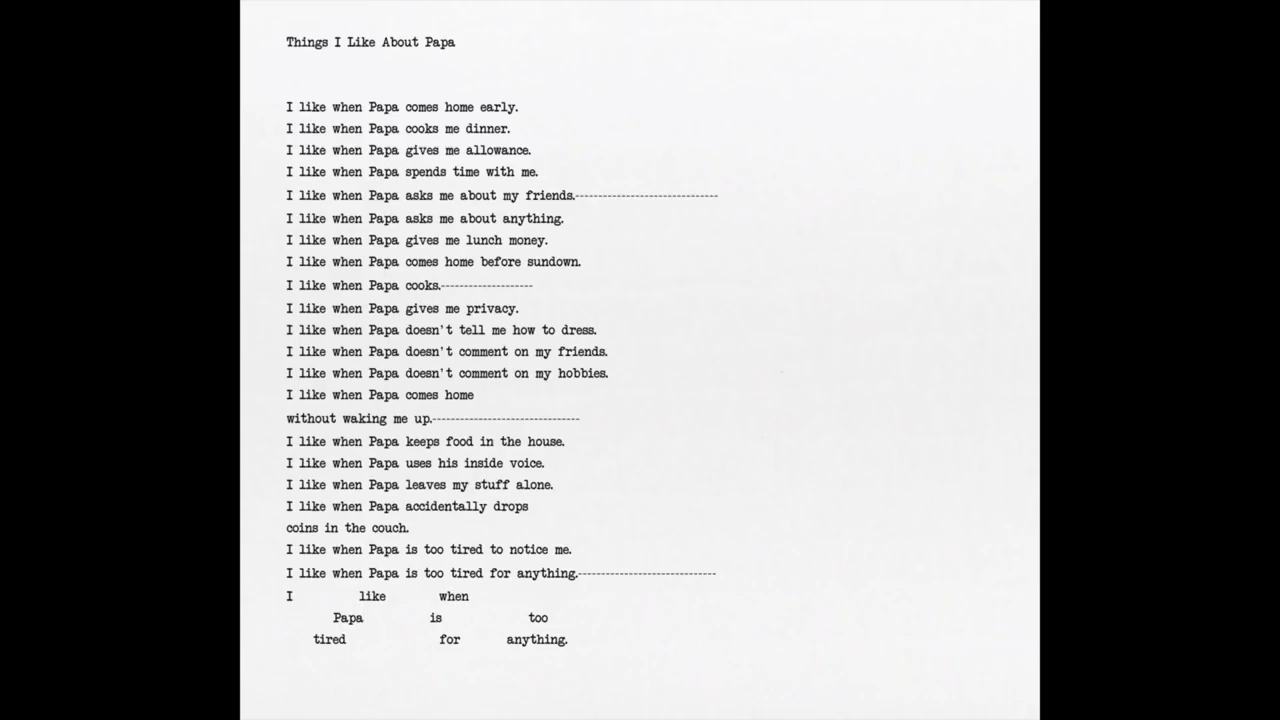 Things I Like About Papa
I like when Papa comes home early.
I like when Papa cooks me dinner.
I like when Papa gives me allowance.
I like when Papa spends time with me.
I like when Papa asks me about my friends.-------------------------------
I like when Papa asks me about anything.
I like when Papa gives me lunch money.
I like when Papa comes home before sundown.
I like when Papa cooks.--------------------
I like when Papa gives me privacy.
I like when Papa doesn't tell me how to dress.
I like when Papa doesn't comment on my friends.
I like when Papa doesn't comment on my hobbies.
I like when Papa comes home
without waking me up.--------------------------------
I like when Papa keeps food in the house.
I like when Papa uses his inside voice.
I like when Papa leaves my stuff alone.
I like when Papa accidentally drops
coins in the couch.
I like when Papa is too tired to notice me.
I like when Papa is too tired for anything.------------------------------
I like when
Papa is too
tired for anything.